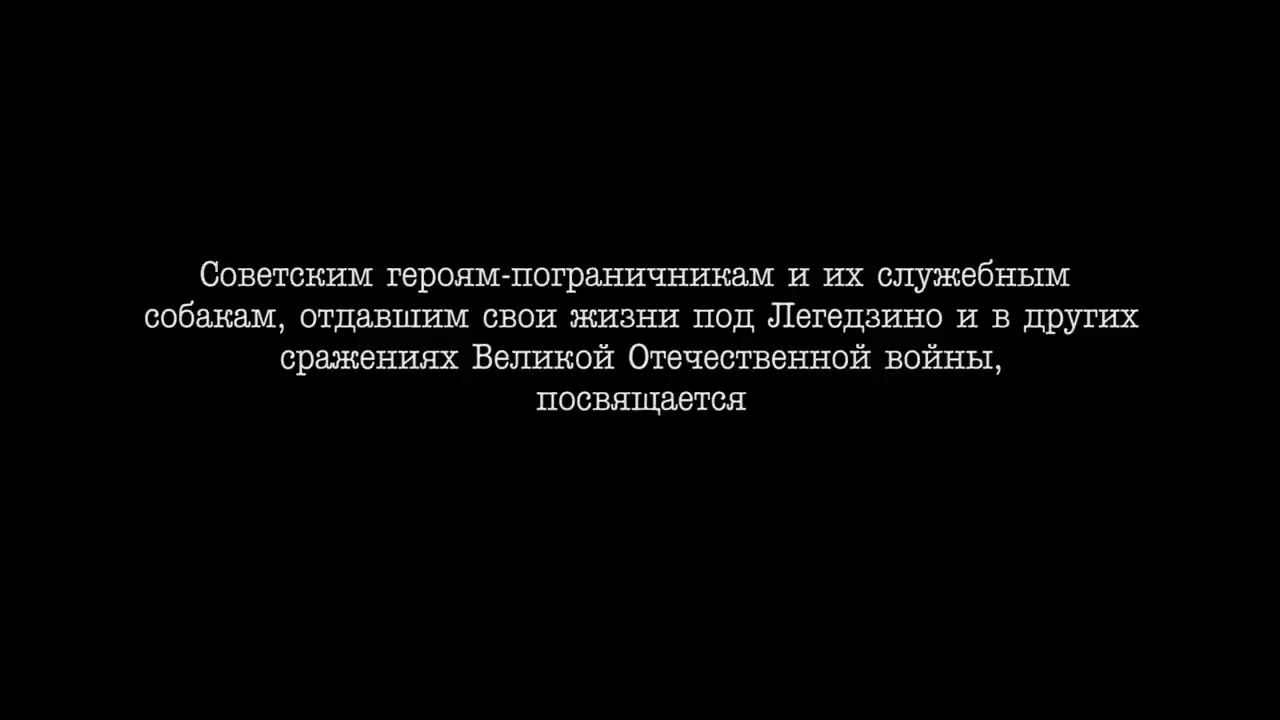 Советским героям-пограничникам и их служебным
собакам, отдавшим свои жизни под Легедзино и в других
сражениях Великой Отечественной войны,
посвящается